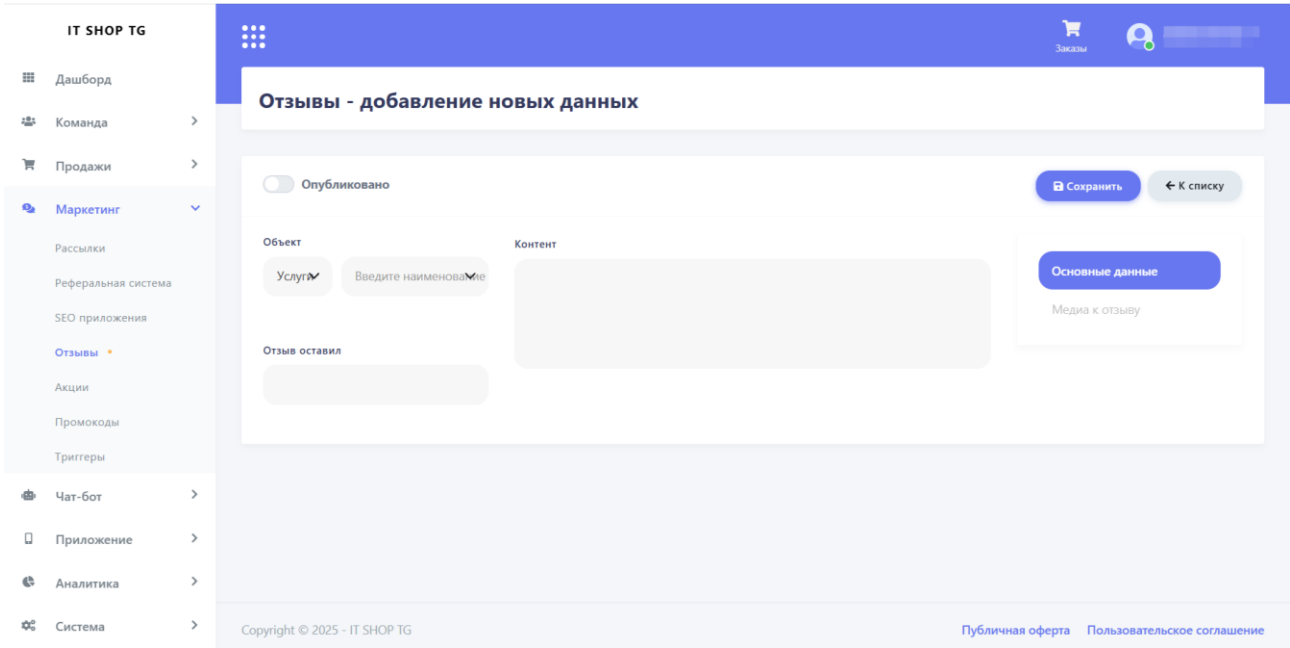 IT SHOP TG
Заказы
Дашборд
Команда
Продажи
Маркетинг
Рассылки
Реферальная система
SEO приложения
Отзывы
Акции
Промокоды
Триггеры
Чат-бот
Приложение
Аналитика
Система
Отзывы - добавление новых данных
Опубликовано
Сохранить
К списку
Объект
Услуги
Введите наименование
Отзыв оставил
Контент
Основные данные
Медиа к отзыву
Copyright © 2025 - IT SHOP TG
Публичная оферта Пользовательское соглашение